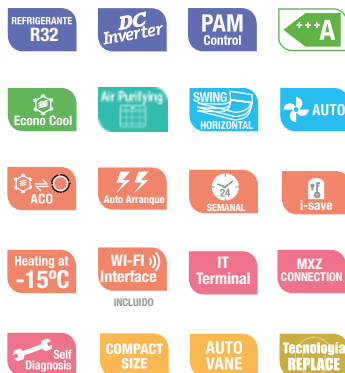 REFRIGERANTE
R32
DC
Inverter
PAM
Control
+++A
Econo Cool
Air Purifying
SWING
HORIZONTAL
AUTO
ACO
Auto Arranque
24
SEMANAL
i-save
Heating at
-15ºC
WI-FI
Interface
INCLUIDO
IT
Terminal
MXZ
CONNECTION
Self
Diagnosis
COMPACT
SIZE
AUTO
VANE
Tecnología
REPLACE